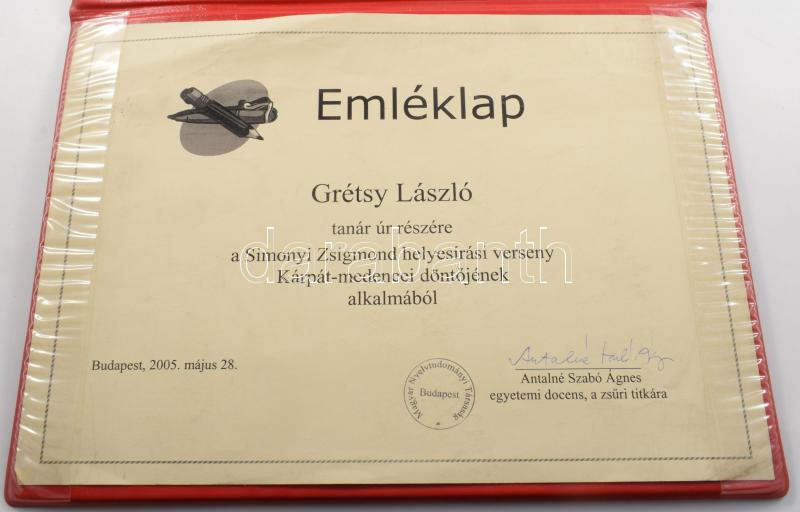 Emléklap
Grétsy László
tanár úr részére
a Simonyi Zsigmond helyesírási verseny
Kárpát-medencei döntőjének
alkalmából
darabanth
Budapest, 2005. május 28.
Magyar Nyelvtudományi Társaság
Budapest
Antalné Szabó Ágnes
egyetemi docens, a zsűri titkára